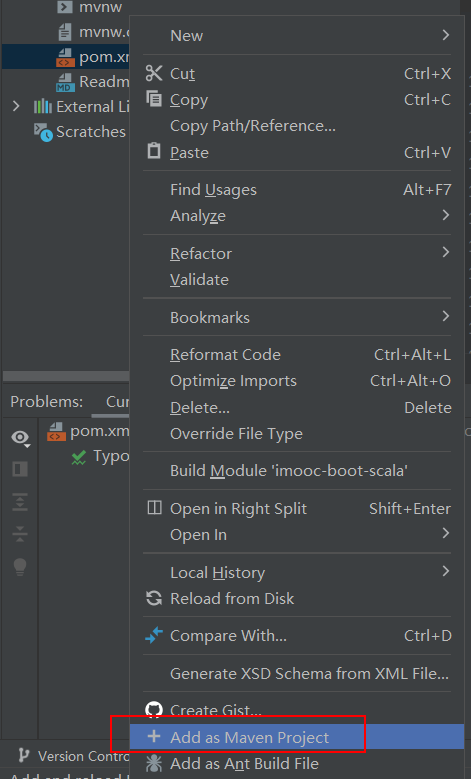 mvnw
mvnw.c
New
pom.xm
Cut Ctrl+X
Readm
Copy Ctrl+C
External Li
Copy Path/Reference...
Scratches
Paste Ctrl+V
Find Usages Alt+F7
Analyze
Refactor
Validate
Bookmarks
Reformat Code Ctrl+Alt+L
Optimize Imports Ctrl+Alt+O
Problems: Cur
Delete... Delete
pom.xm
Override File Type
Typo
Build Module 'imooc-boot-scala'
Open in Right Split Shift+Enter
Open In
Local History
Reload from Disk
Compare With... Ctrl+D
Generate XSD Schema from XML File...
Create Gist...
Add as Maven Project
Version Contro
Add as Ant Build File